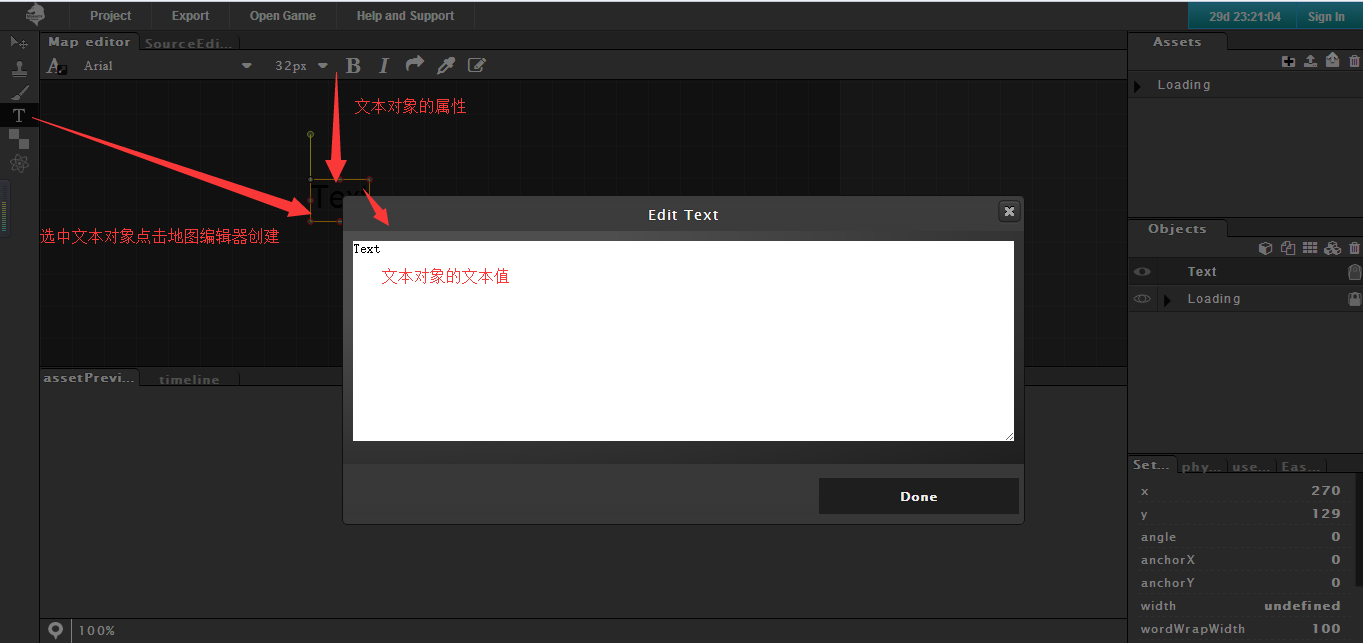 Project Export Open Game Help and Support 29d 23:21:04 Sign In
Map editor SourceEdi...
Arial 32px B I
T
文本对象的属性
Text
选中文本对象点击地图编辑器创建
Edit Text
Text
文本对象的文本值
Done
assetPrevi... timeline
100%
Assets
Loading
Objects
Text
Loading
Set... phy... use... Eas...
x 270
y 129
angle 0
anchorX 0
anchorY 0
width undefined
wordWrapWidth 100